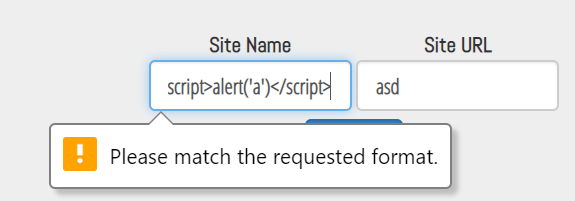 Site Name Site URL
script>alert('a')</script> asd
Please match the requested format.